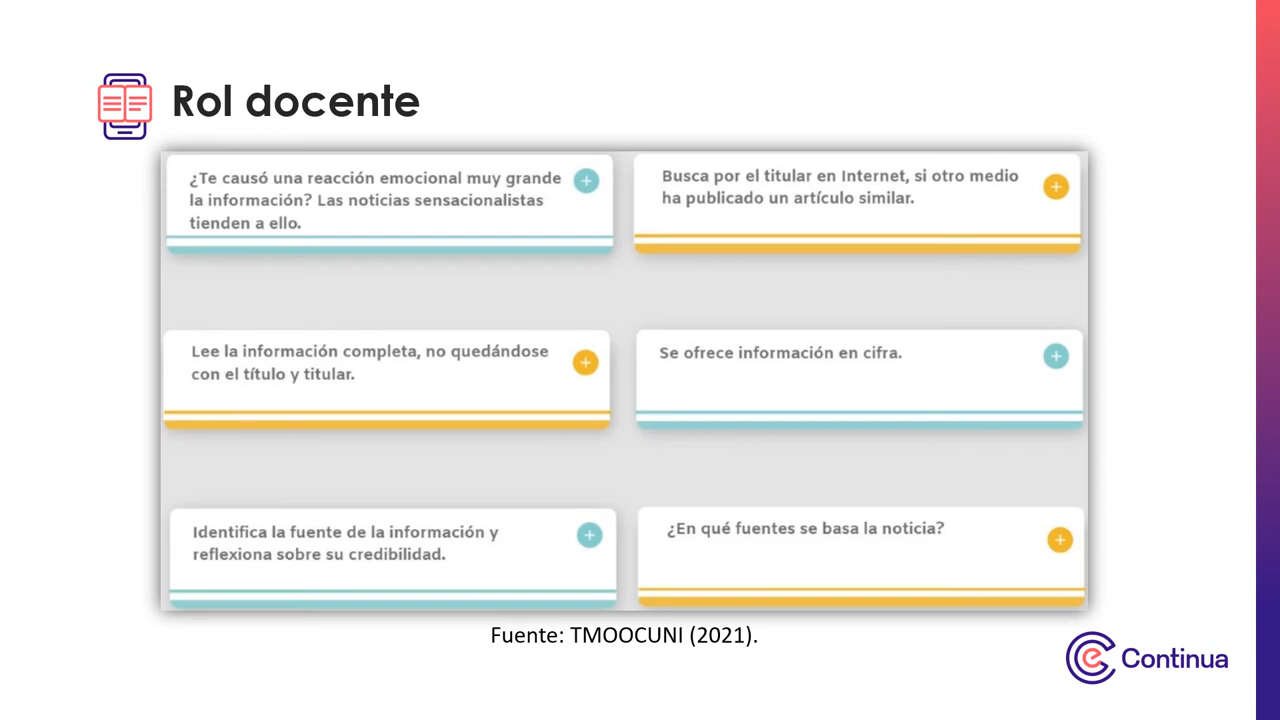 Rol docente
¿Te causó una reacción emocional muy grande
la información? Las noticias sensacionalistas
tienden a ello.
Busca por el titular en Internet, si otro medio
ha publicado un artículo similar.
Lee la información completa, no quedándose
con el título y titular.
Se ofrece información en cifra.
Identifica la fuente de la información y
reflexiona sobre su credibilidad.
¿En qué fuentes se basa la noticia?
Fuente: TMOOCUNI (2021).
Continua